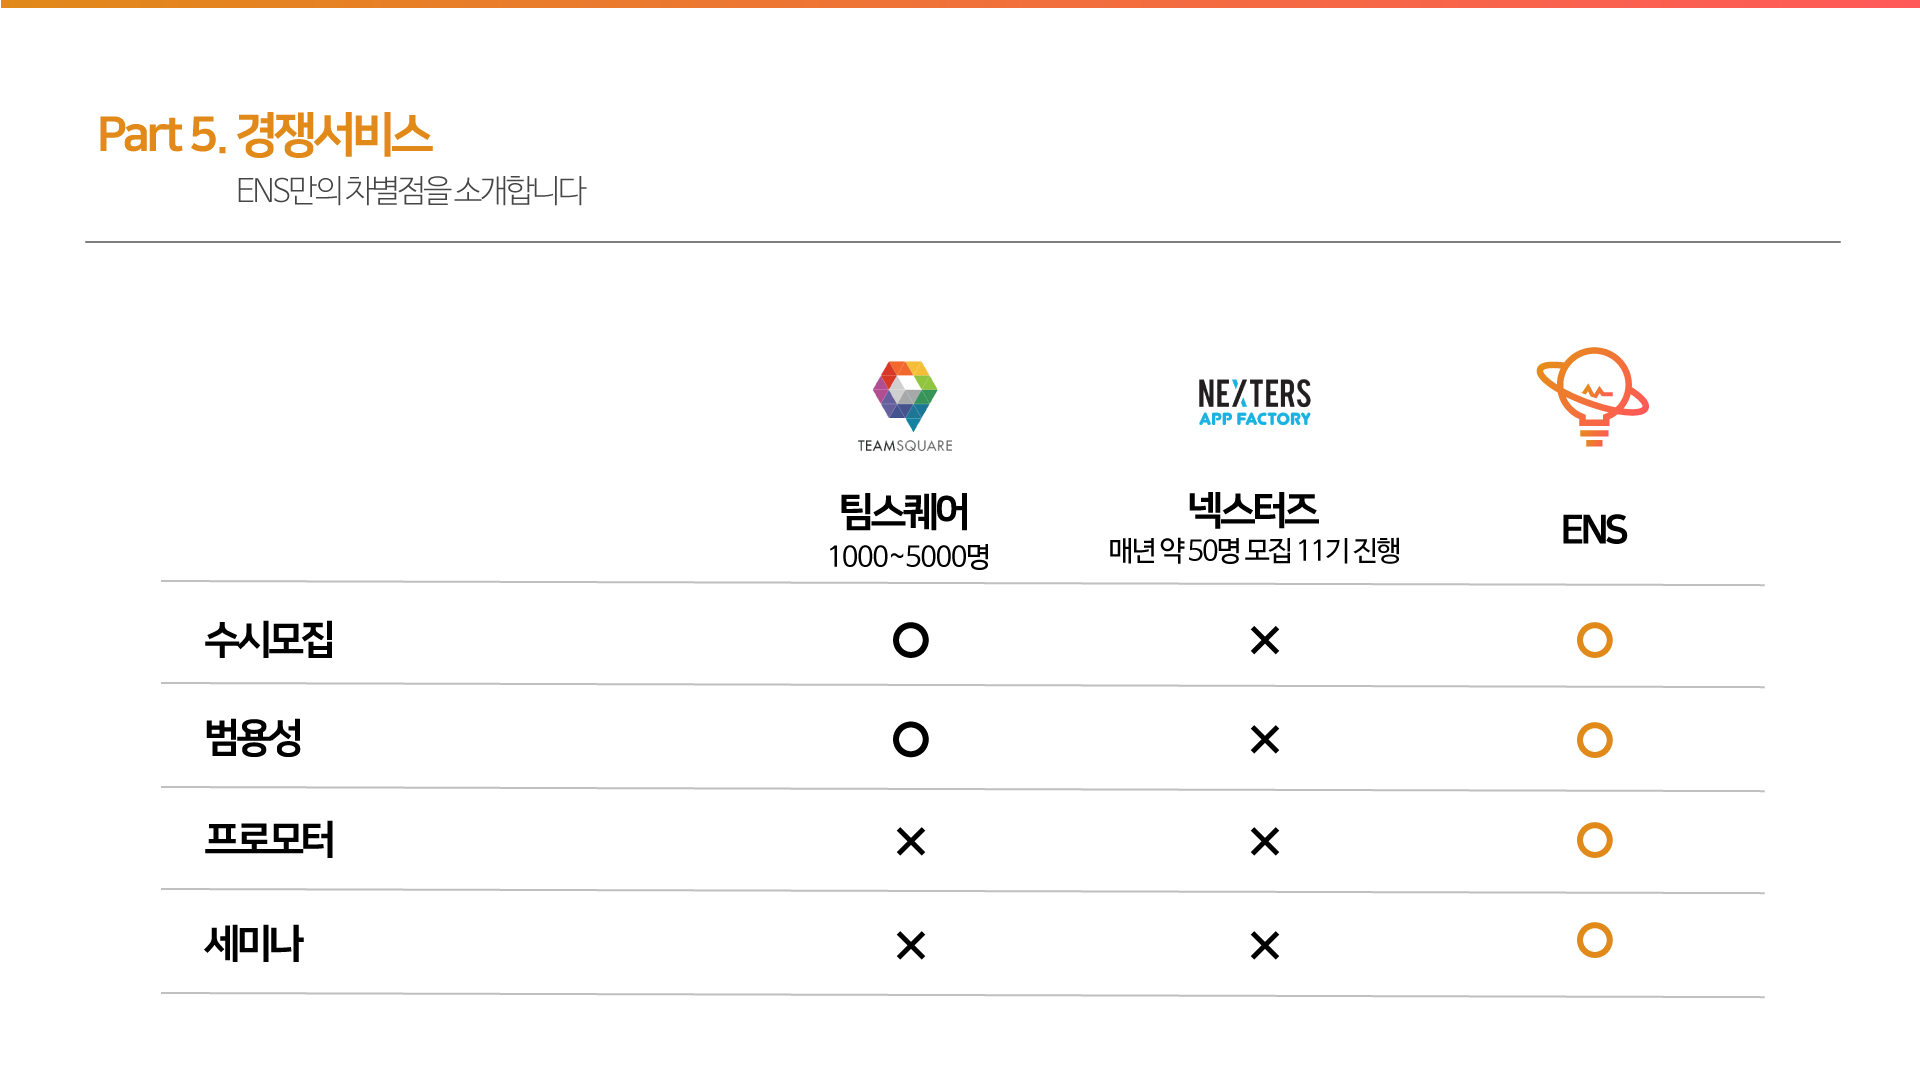 Part 5. 경쟁서비스
ENS만의 차별점을 소개합니다
TEAMSQUARE
NEXTERS
APP FACTORY
팀스퀘어
넥스터즈
ENS
1000~5000명
매년 약 50명 모집 11기 진행
수시모집 O X O
범용성 O X O
프로모터 X X O
세미나 X X O